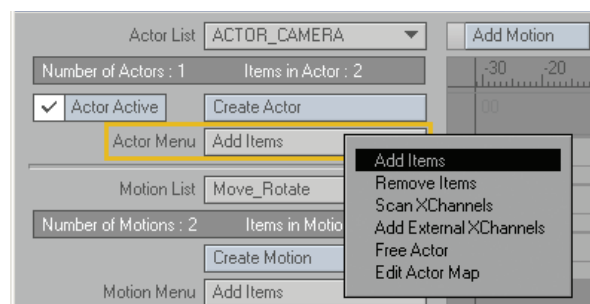 Actor List ACTOR_CAMERA Add Motion
Number of Actors : 1 Items in Actor : 2 -30 -20
Actor Active Create Actor 00
Actor Menu Add Items
Add Items
Remove Items
Scan XChannels
Add External XChannels
Free Actor
Edit Actor Map
Motion List Move_Rotate
Number of Motions : 2 Items in Motio
Create Motion
Motion Menu Add Items